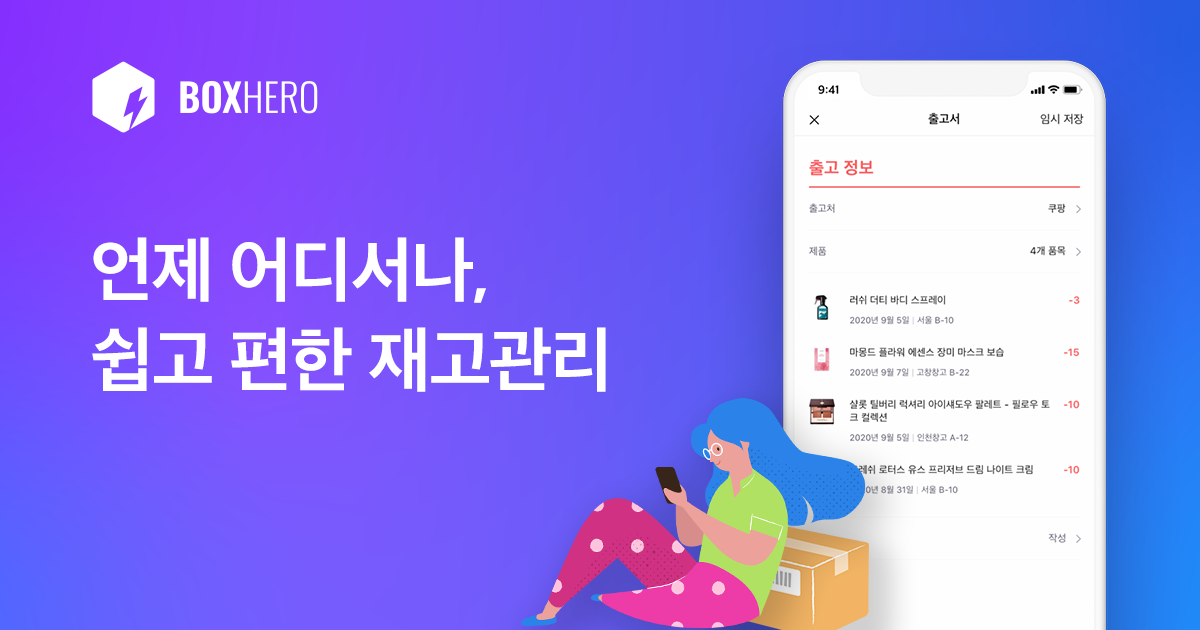 BOXHERO
언제 어디서나,
쉽고 편한 재고관리
9:41
출고서
임시 저장
출고 정보
출고처
쿠팡
제품
4개 품목
러쉬 더티 바디 스프레이
-3
2020년 9월 5일 | 서울 B-10
마몽드 플라워 에센스 장미 마스크 보습
-15
2020년 9월 7일 | 고창창고 B-22
샬롯 틸버리 럭셔리 아이섀도우 팔레트 - 필로우 토
크 컬렉션
-10
2020년 9월 5일 | 인천창고 A-12
로터스 유스 프리저브 드림 나이트 크림
-10
8월 31일 | 서울 B-10
작성